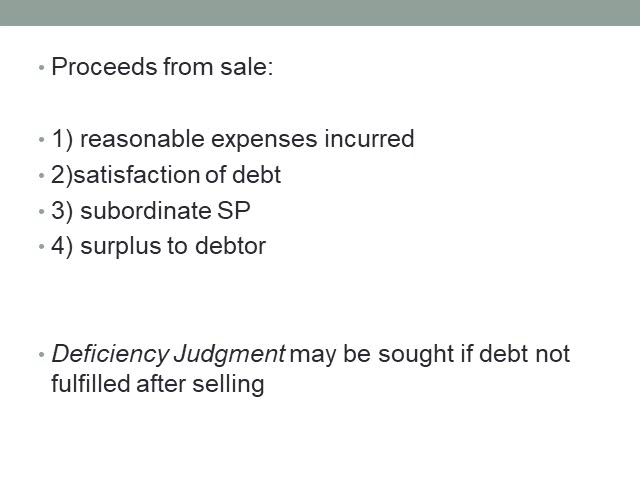 • Proceeds from sale:
• 1) reasonable expenses incurred
• 2)satisfaction of debt
• 3) subordinate SP
• 4) surplus to debtor
• Deficiency Judgment may be sought if debt not
fulfilled after selling